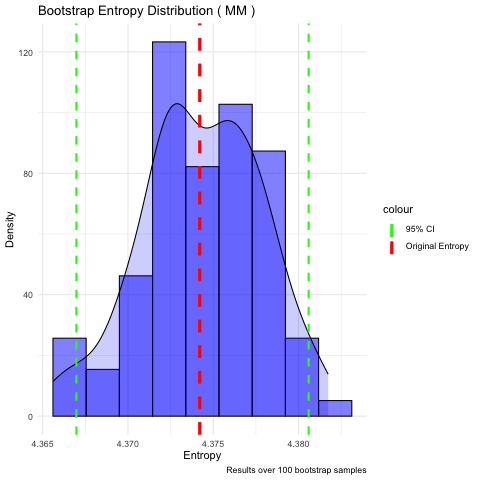 Bootstrap Entropy Distribution ( MM )
120
80
40
0
Density
4.365
4.370
4.375
4.380
Entropy
colour
95% CI
Original Entropy
Results over 100 bootstrap samples